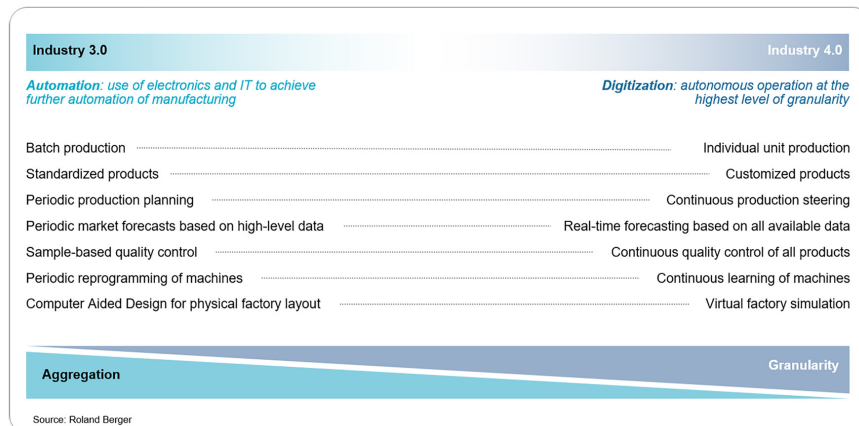 Industry 3.0
Industry 4.0
Automation: use of electronics and IT to achieve
further automation of manufacturing
Digitization: autonomous operation at the
highest level of granularity
Batch production
Individual unit production
Standardized products
Customized products
Periodic production planning
Continuous production steering
Periodic market forecasts based on high-level data
Real-time forecasting based on all available data
Sample-based quality control
Continuous quality control of all products
Periodic reprogramming of machines
Continuous learning of machines
Computer Aided Design for physical factory layout
Virtual factory simulation
Aggregation
Granularity
Source: Roland Berger